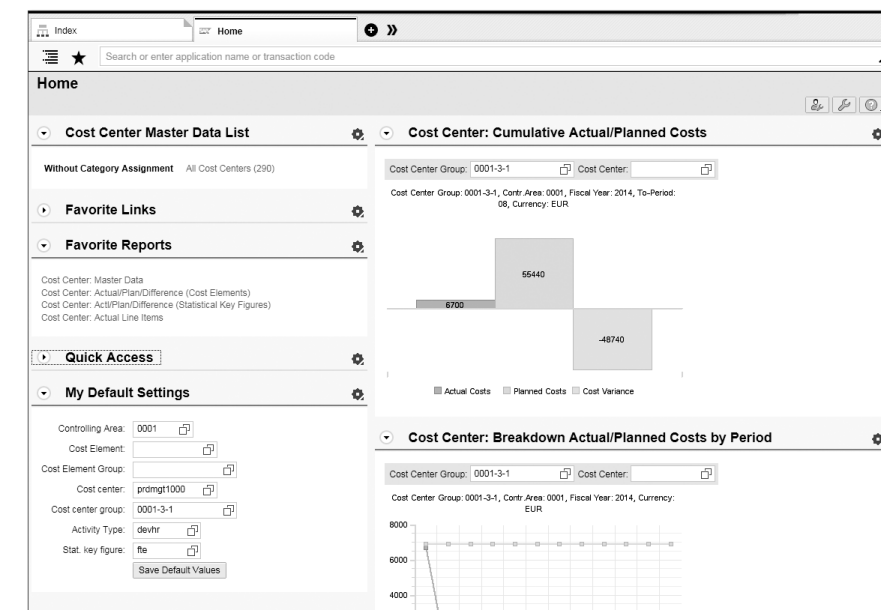 Index
Home
Search or enter application name or transaction code
Home
Cost Center Master Data List
Without Category Assignment All Cost Centers (290)
Favorite Links
Favorite Reports
Cost Center: Master Data
Cost Center: Actual/Plan/Difference (Cost Elements)
Cost Center: Actl/Plan/Difference (Statistical Key Figures)
Cost Center: Actual Line Items
Quick Access
My Default Settings
Controlling Area: 0001
Cost Element:
Cost Element Group:
Cost center: prdmgt1000
Cost center group: 0001-3-1
Activity Type: devhr
Stat. key figure: fte
Save Default Values
Cost Center: Cumulative Actual/Planned Costs
Cost Center Group: 0001-3-1 Cost Center:
Cost Center Group: 0001-3-1, Contr.Area: 0001, Fiscal Year: 2014, To-Period:
08, Currency: EUR
55440
6700
-48740
Actual Costs Planned Costs Cost Variance
Cost Center: Breakdown Actual/Planned Costs by Period
Cost Center Group: 0001-3-1 Cost Center:
Cost Center Group: 0001-3-1, Contr.Area: 0001, Fiscal Year: 2014, Currency:
EUR
8000
6000
4000